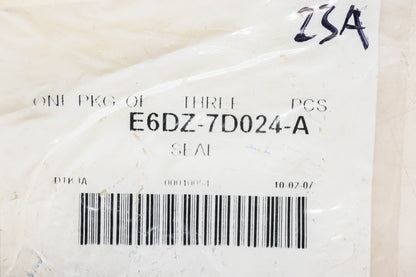 23A
ONE PKG OF THREE PCS
E6DZ-7D024-A
SEAL
10-02-07